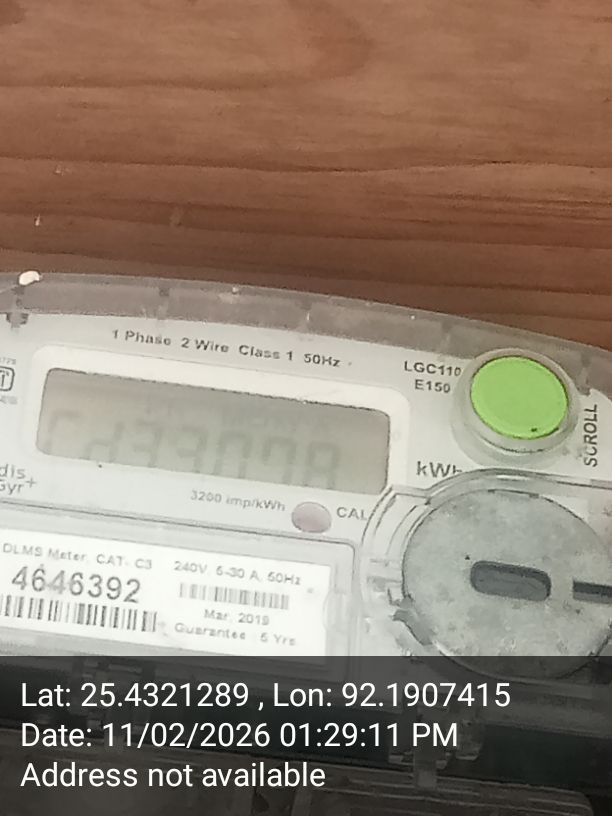 1 Phase 2 Wire Class 1 50Hz
LGC110
E150
SCROLL
kWh
dis
Gyr+
3200 imp/kWh
CAL
DLMS Meter, CAT- C3
4646392
240V, 5-30 A, 50Hz
Mar, 2019
Guarantee : 5 Yrs.
Lat: 25.4321289 , Lon: 92.1907415
Date: 11/02/2026 01:29:11 PM
Address not available